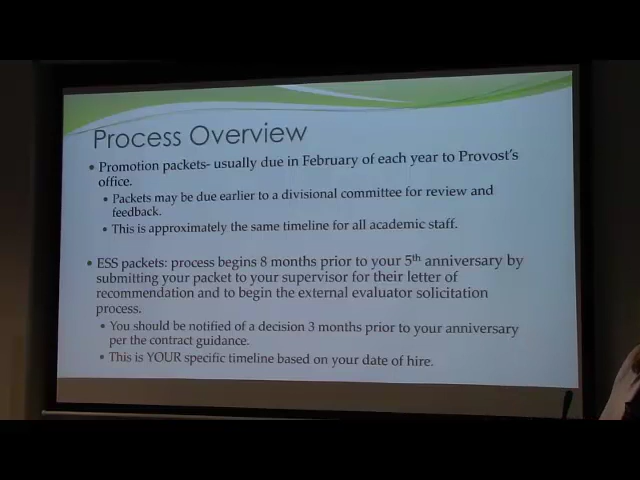 Process Overview
• Promotion packets- usually due in February of each year to Provost's
office.
• Packets may be due earlier to a divisional committee for review and
feedback.
• This is approximately the same timeline for all academic staff.
• ESS packets: process begins 8 months prior to your 5th anniversary by
submitting your packet to your supervisor for their letter of
recommendation and to begin the external evaluator solicitation
process.
• You should be notified of a decision 3 months prior to your anniversary
per the contract guidance.
• This is YOUR specific timeline based on your date of hire.